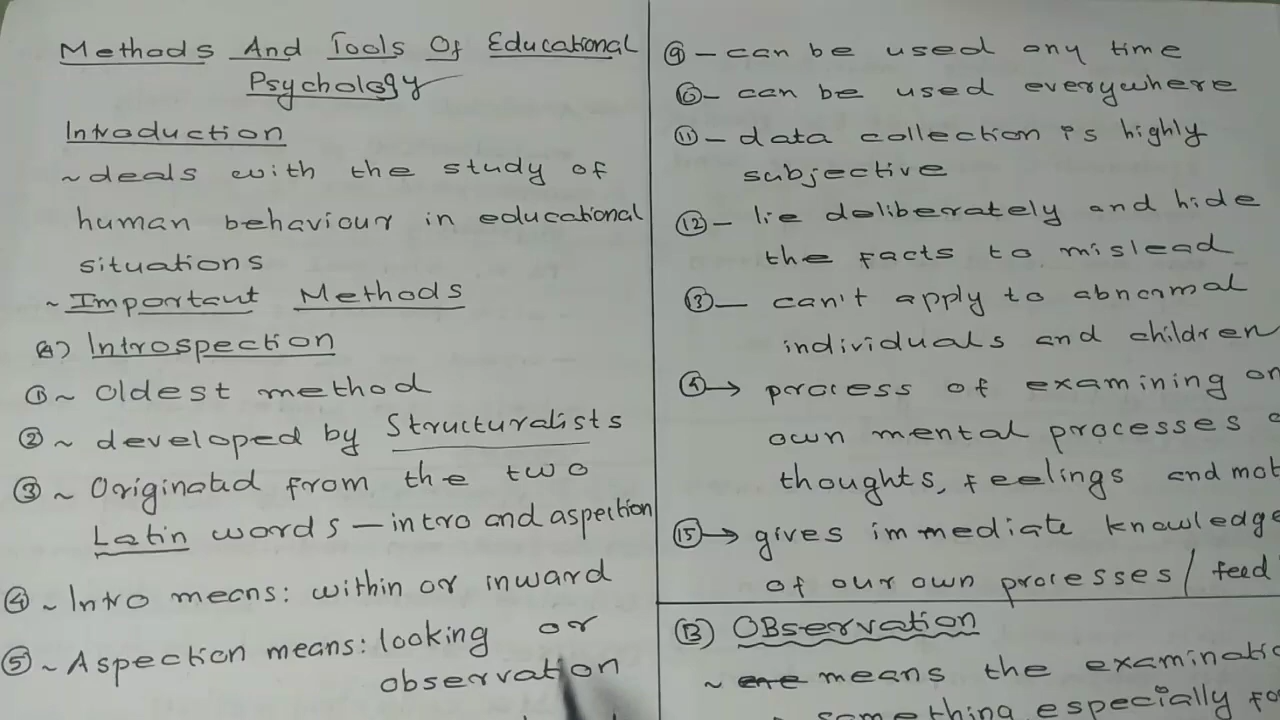 Methods And Tools Of Educational
Psychology
Introduction
~ deals with the study of
human behaviour in educational
situations
~ Important Methods
A) Introspection
① ~ Oldest method
② ~ developed by Structuralists
③ ~ Originated from the two
Latin words – intro and aspection
④ ~ Intro means: within or inward
⑤ ~ Aspection means: looking or
observation
⑨ – can be used any time
⑩ – can be used everywhere
⑪ – data collection is highly
subjective
⑫ – lie deliberately and hide
the facts to mislead
⑬ – can't apply to abnormal
individuals and children
⑭ → process of examining
own mental processes
thoughts, feelings and
⑮ → gives immediate knowledge
of our own processes / feed
B) Observation
~ means the
something especially